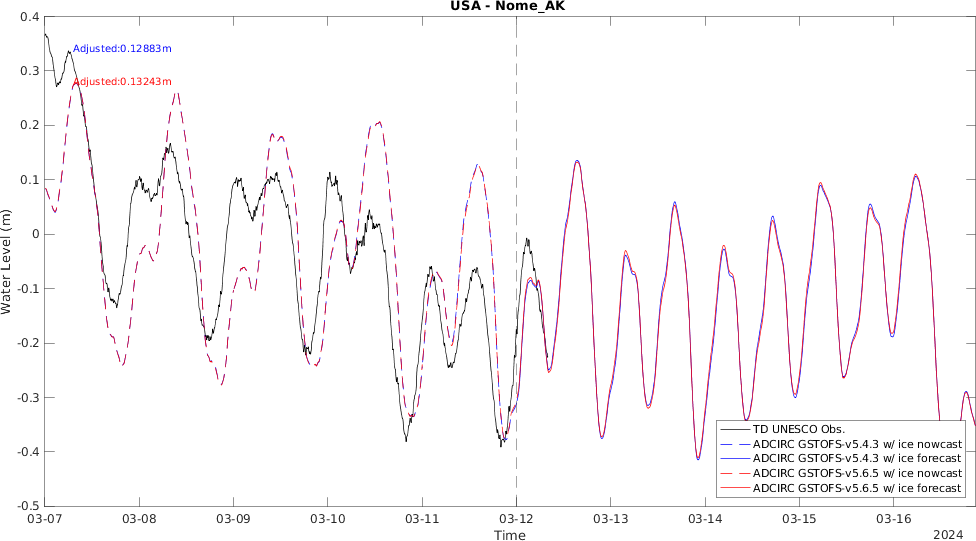 USA - Nome_AK
0.4
0.3
0.2
0.1
0
-0.1
-0.2
-0.3
-0.4
-0.5
Water Level (m)
Adjusted:0.12883m
Adjusted:0.13243m
TD UNESCO Obs.
ADCIRC GSTOFS-v5.4.3 w/ ice nowcast
ADCIRC GSTOFS-v5.4.3 w/ ice forecast
ADCIRC GSTOFS-v5.6.5 w/ ice nowcast
ADCIRC GSTOFS-v5.6.5 w/ ice forecast
03-07 03-08 03-09 03-10 03-11 03-12 03-13 03-14 03-15 03-16
Time
2024